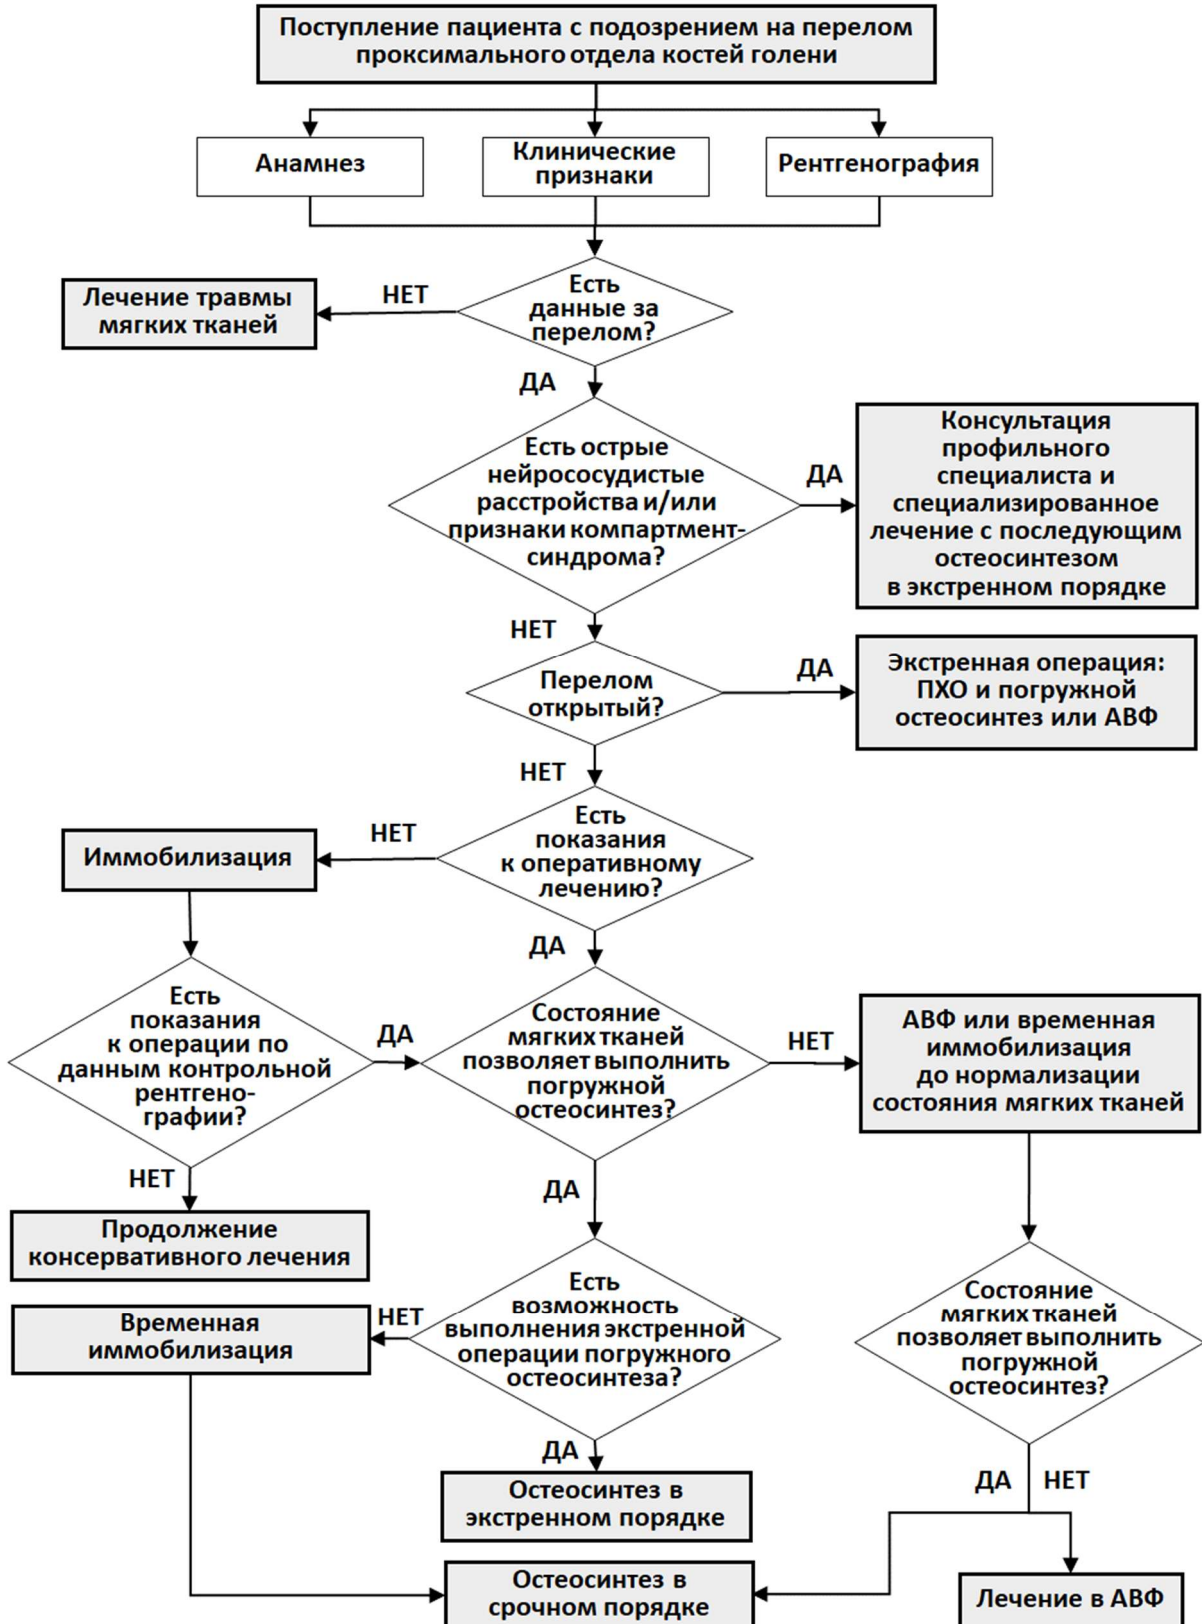 Поступление пациента с подозрением на перелом
проксимального отдела костей голени
Анамнез
Клинические
признаки
Рентгенография
Есть
данные за
перелом?
НЕТ
Лечение травмы
мягких тканей
ДА
Есть острые
нейрососудистые
расстройства и/или
признаки компартмент-
синдрома?
ДА
Консультация
профильного
специалиста и
специализированное
лечение с последующим
остеосинтезом
в экстренном порядке
НЕТ
Перелом
открытый?
ДА
Экстренная операция:
ПХО и погружной
остеосинтез или АВФ
НЕТ
Есть
показания
к оперативному
лечению?
НЕТ
Иммобилизация
ДА
Есть
показания
к операции по
данным контрольной
рентгено-
графии?
ДА
Состояние
мягких тканей
позволяет выполнить
погружной
остеосинтез?
НЕТ
АВФ или временная
иммобилизация
до нормализации
состояния мягких тканей
НЕТ
Продолжение
консервативного лечения
ДА
Есть
возможность
выполнения экстренной
операции погружного
остеосинтеза?
НЕТ
Временная
иммобилизация
Состояние
мягких тканей
позволяет выполнить
погружной
остеосинтез?
ДА
Остеосинтез в
экстренном порядке
ДА
НЕТ
Остеосинтез в
срочном порядке
Лечение в АВФ